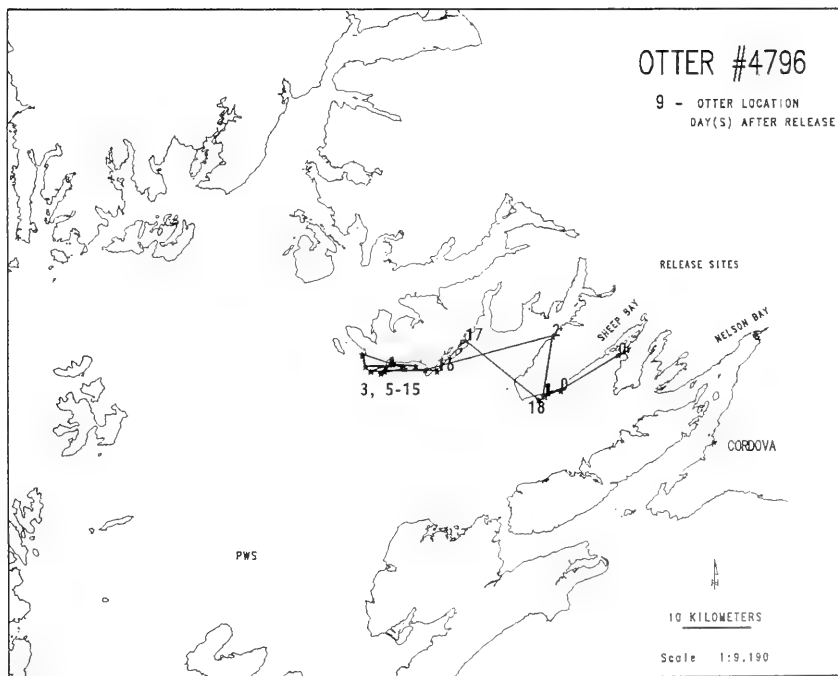 OTTER #4796
9 - OTTER LOCATION
DAY(S) AFTER RELEASE
RELEASE SITES
SHEEP BAY
NELSON BAY
17
2
3, 5-15
18
0
CORDOVA
PWS
10 KILOMETERS
Scale 1:9,190